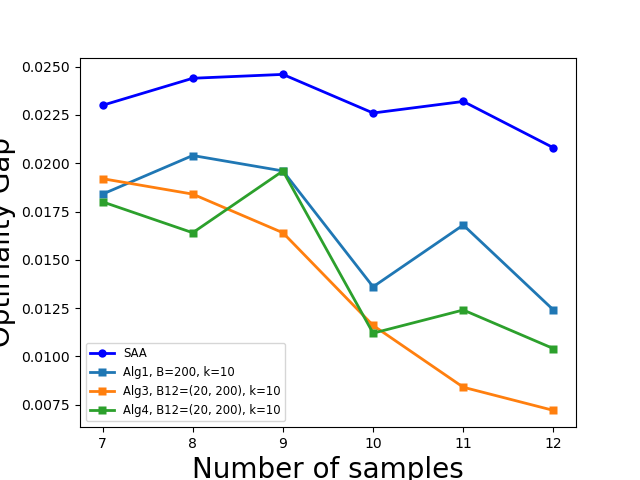 0.0250
0.0225
0.0200
0.0175
0.0150
0.0125
0.0100
0.0075
Optimality Gap
SAA
Alg1, B=200, k=10
Alg3, B12=(20, 200), k=10
Alg4, B12=(20, 200), k=10
7 8 9 10 11 12
Number of samples